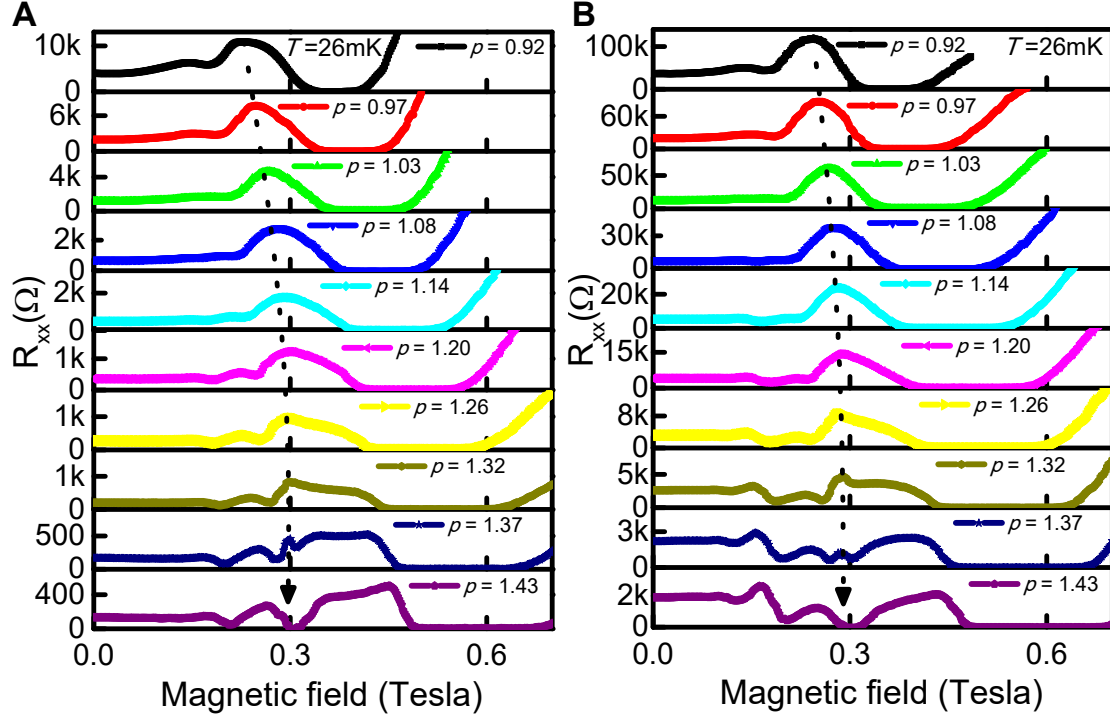 A
10k
0
T=26mK
p = 0.92
6k
0
p = 0.97
4k
0
p = 1.03
2k
0
p = 1.08
2k
0
p = 1.14
1k
0
p = 1.20
1k
0
p = 1.26
1k
0
p = 1.32
500
0
p = 1.37
400
0
p = 1.43
Rxx(Ω)
0.0 0.3 0.6
Magnetic field (Tesla)
B
100k
0
p = 0.92
T=26mK
60k
0
p = 0.97
50k
0
p = 1.03
30k
0
p = 1.08
20k
0
p = 1.14
15k
0
p = 1.20
8k
0
p = 1.26
5k
0
p = 1.32
3k
0
p = 1.37
2k
0
p = 1.43
Rxx(Ω)
0.0 0.3 0.6
Magnetic field (Tesla)